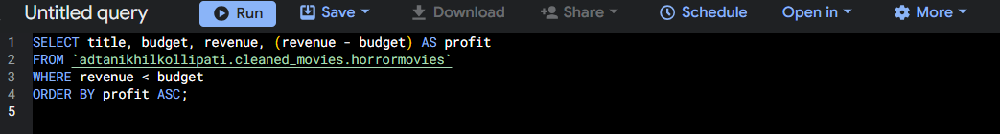 Untitled query Run Save Download Share Schedule Open in More
1 SELECT title, budget, revenue, (revenue - budget) AS profit
2 FROM `adtanikhilkollipati.cleaned_movies.horrormovies`
3 WHERE revenue < budget
4 ORDER BY profit ASC;
5